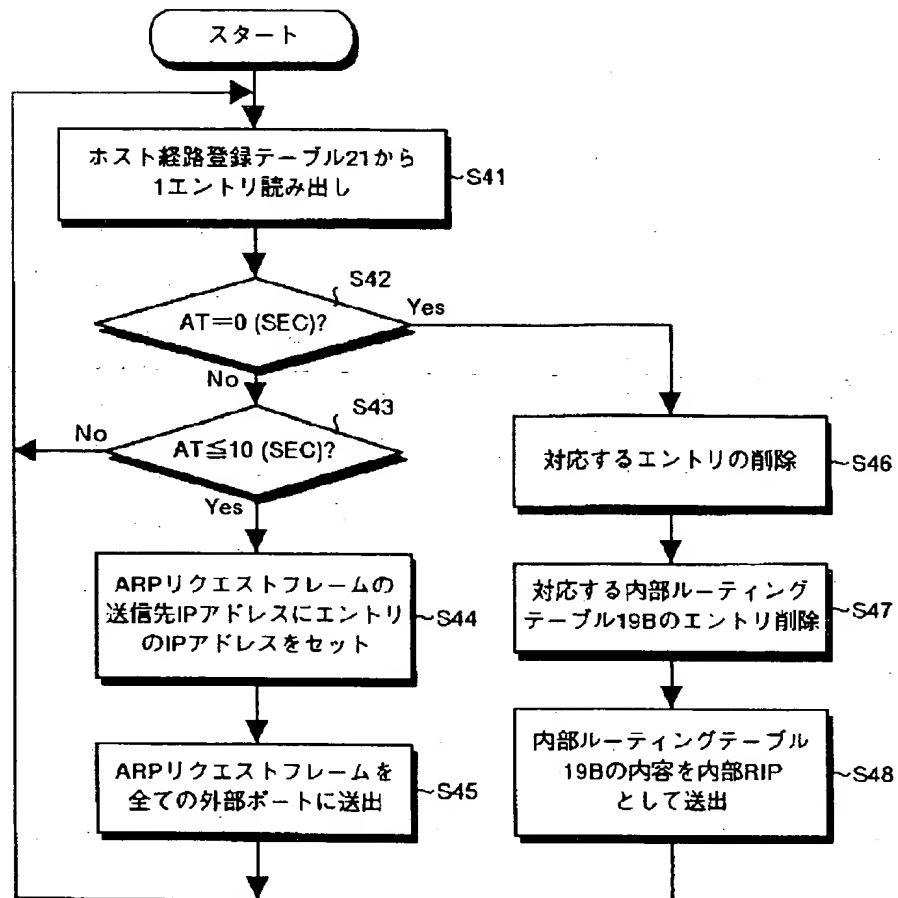 スタート
ホスト経路登録テーブル21から
1エントリ読み出し
S41
S42
AT=0 (SEC)?
Yes
No
S43
AT≦10 (SEC)?
No
Yes
ARPリクエストフレームの
送信先IPアドレスにエントリ
のIPアドレスをセット
S44
ARPリクエストフレームを
全ての外部ポートに送出
S45
対応するエントリの削除
S46
対応する内部ルーティング
テーブル19Bのエントリ削除
S47
内部ルーティングテーブル
19Bの内容を内部RIP
として送出
S48